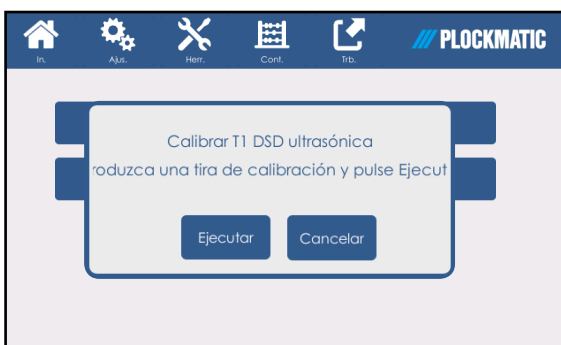 In.
Ajus.
Herr.
Cont.
Trb.
PLOCKMATIC
Calibrar T1 DSD ultrasónica
roduzca una tira de calibración y pulse Ejecut
Ejecutar
Cancelar